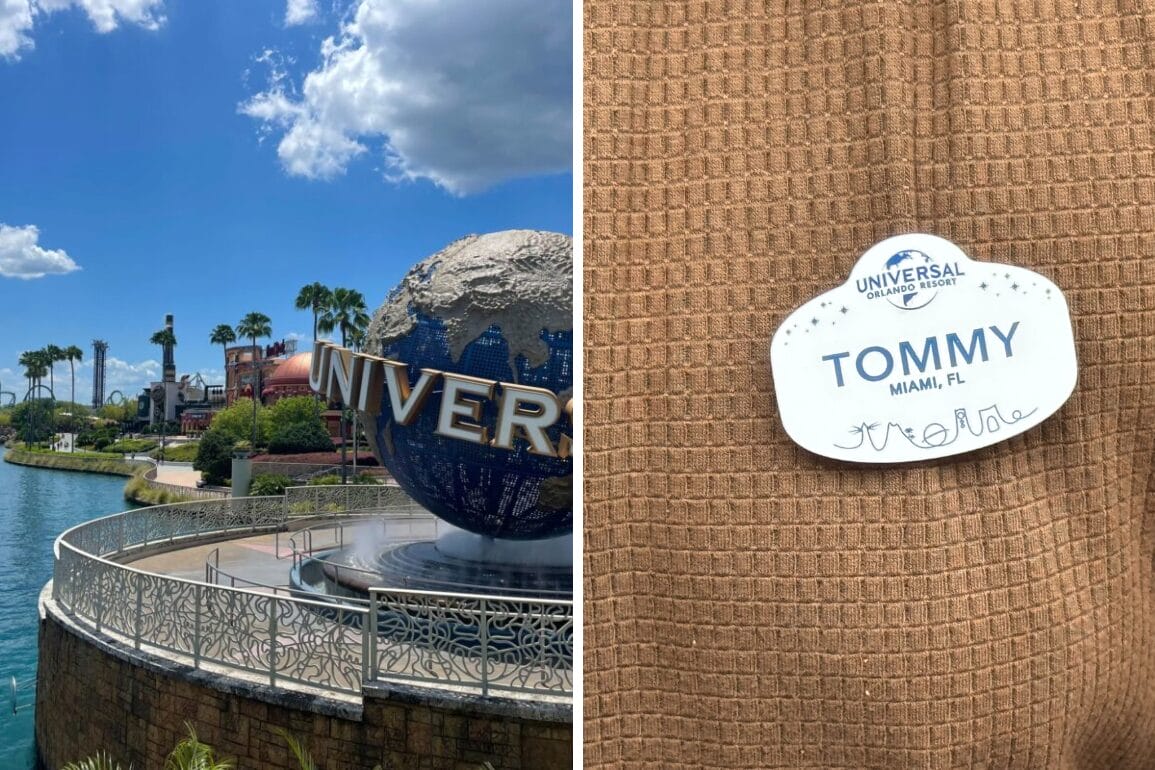 UNIVERS
UNIVERSAL
ORLANDO RESORT
TOMMY
MIAMI, FL